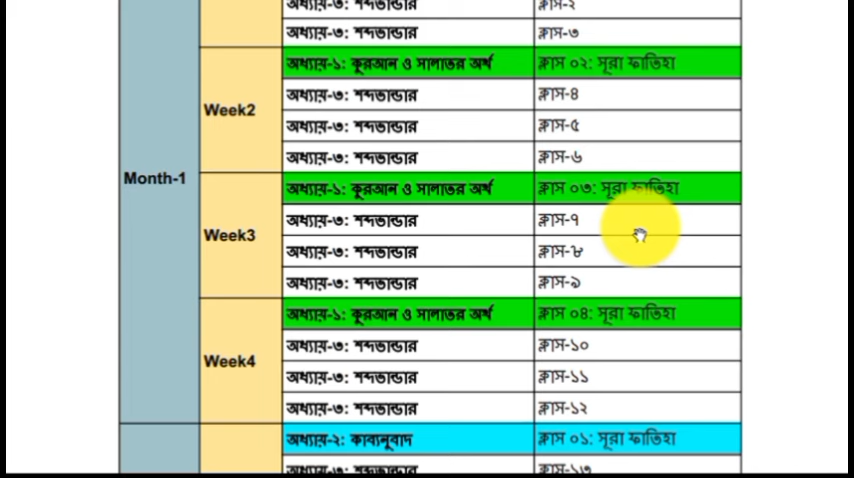 অধ্যায়-৩: শব্দভান্ডার ক্লাস-২
অধ্যায়-৩: শব্দভান্ডার ক্লাস-৩
অধ্যায়-১: কুরআন ও সালাতর অর্থ ক্লাস ০২: সূরা ফাতিহা
Week2
অধ্যায়-৩: শব্দভান্ডার ক্লাস-৪
অধ্যায়-৩: শব্দভান্ডার ক্লাস-৫
অধ্যায়-৩: শব্দভান্ডার ক্লাস-৬
Month-1
অধ্যায়-১: কুরআন ও সালাতর অর্থ ক্লাস ০৩: সূরা ফাতিহা
Week3
অধ্যায়-৩: শব্দভান্ডার ক্লাস-৭
অধ্যায়-৩: শব্দভান্ডার ক্লাস-৮
অধ্যায়-৩: শব্দভান্ডার ক্লাস-৯
অধ্যায়-১: কুরআন ও সালাতর অর্থ ক্লাস ০৪: সূরা ফাতিহা
Week4
অধ্যায়-৩: শব্দভান্ডার ক্লাস-১০
অধ্যায়-৩: শব্দভান্ডার ক্লাস-১১
অধ্যায়-৩: শব্দভান্ডার ক্লাস-১২
অধ্যায়-২: কাব্যনুবাদ ক্লাস ০১: সূরা ফাতিহা
অধ্যায়-৩: শব্দভান্ডার ক্লাস-১৩